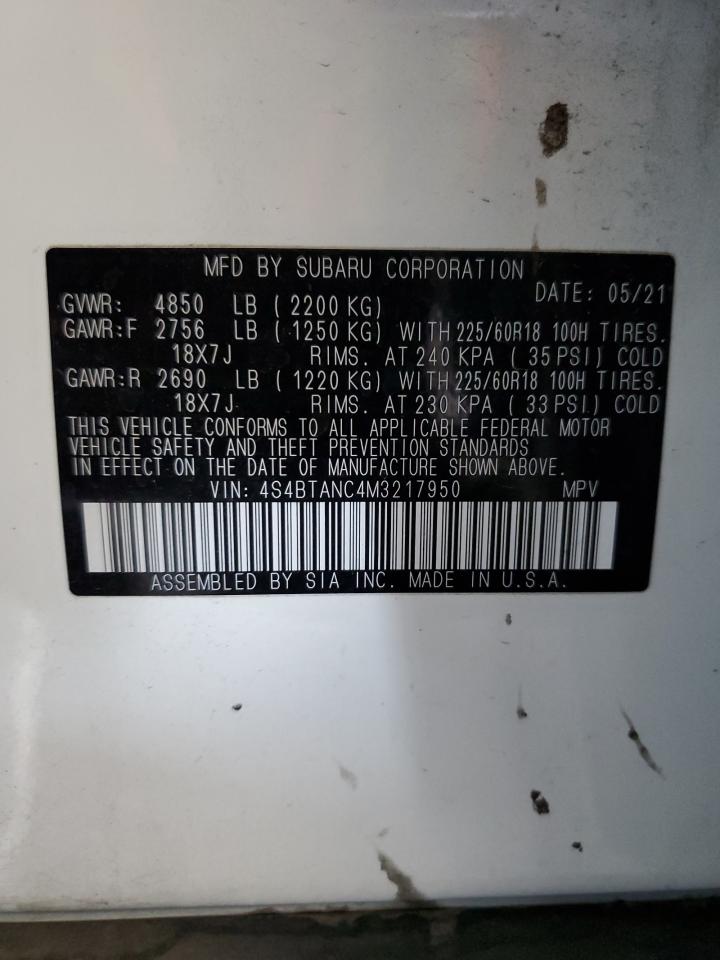 MFD BY SUBARU CORPORATION
DATE: 05/21
GVWR: 4850 LB ( 2200 KG)
GAWR:F 2756 LB ( 1250 KG) WITH 225/60R18 100H TIRES.
18X7J RIMS. AT 240 KPA ( 35 PSI) COLD
GAWR:R 2690 LB ( 1220 KG) WITH 225/60R18 100H TIRES.
18X7J RIMS. AT 230 KPA ( 33 PSI) COLD
THIS VEHICLE CONFORMS TO ALL APPLICABLE FEDERAL MOTOR
VEHICLE SAFETY AND THEFT PREVENTION STANDARDS
IN EFFECT ON THE DATE OF MANUFACTURE SHOWN ABOVE.
VIN: 4S4BTANC4M3217950 MPV
ASSEMBLED BY SIA INC. MADE IN U.S.A.